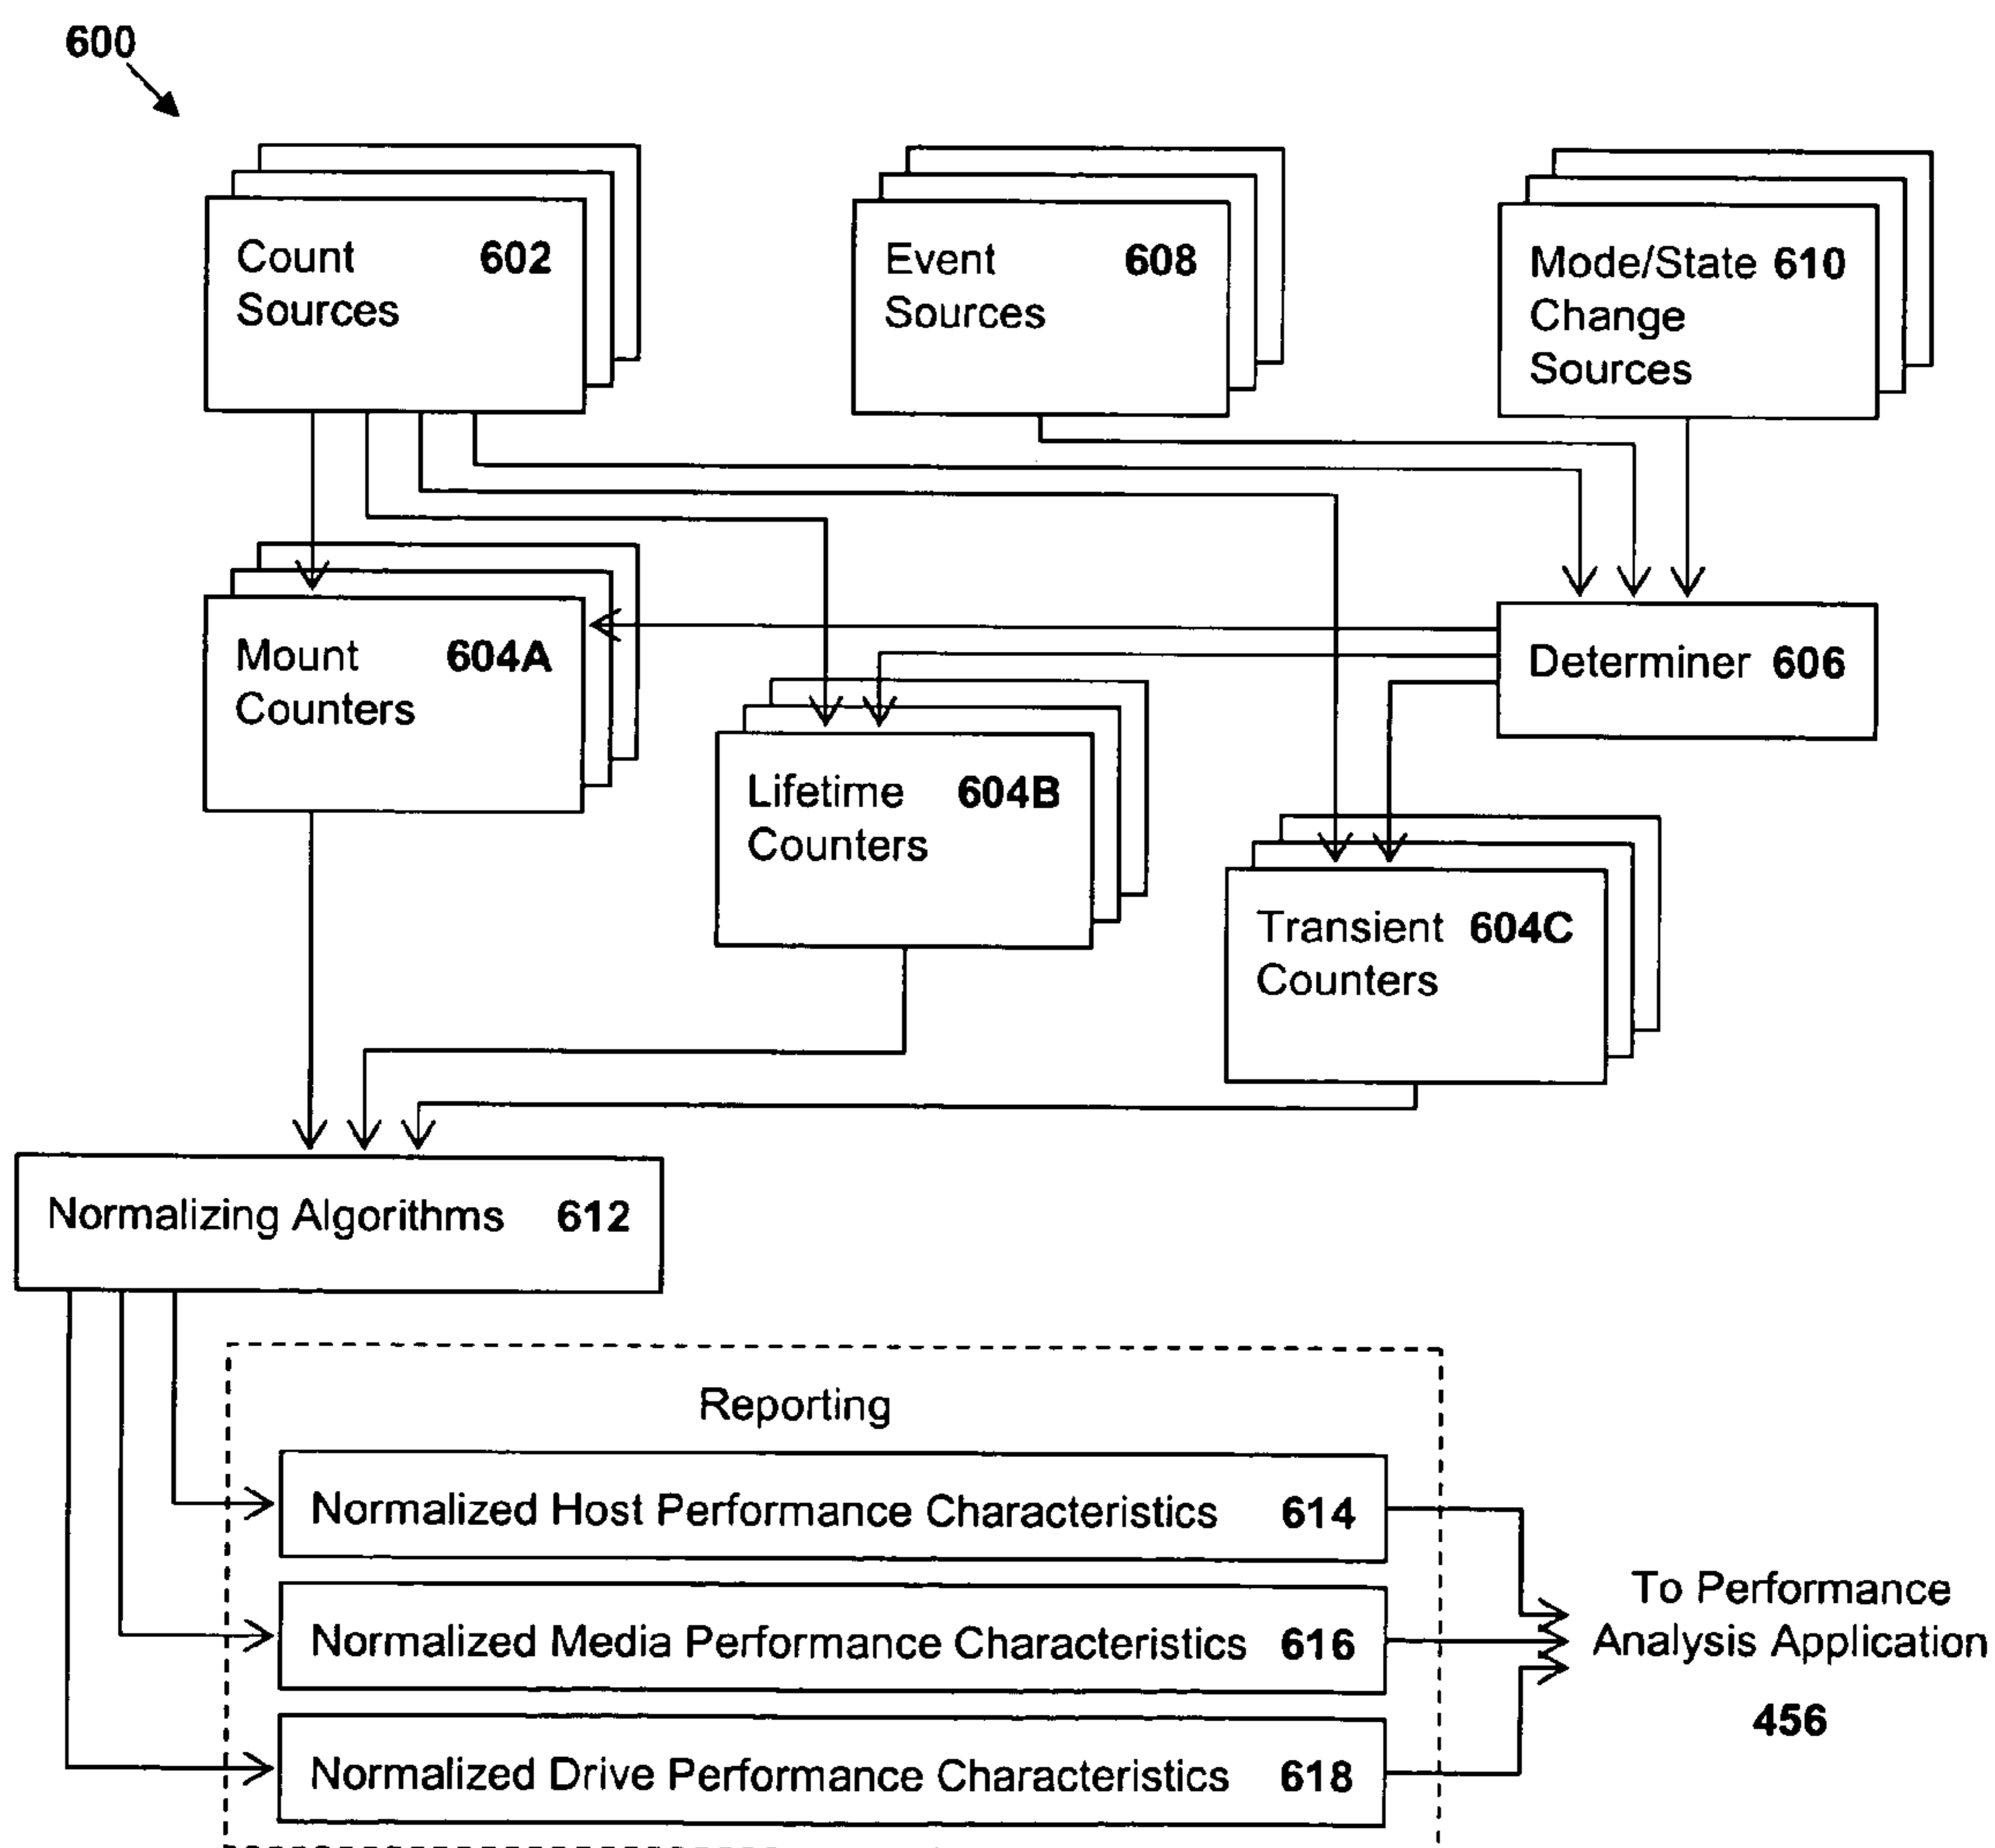 600
Count 602
Sources
Event 608
Sources
Mode/State 610
Change
Sources
Mount 604A
Counters
Determiner 606
Lifetime 604B
Counters
Transient 604C
Counters
Normalizing Algorithms 612
Reporting
Normalized Host Performance Characteristics 614
Normalized Media Performance Characteristics 616
Normalized Drive Performance Characteristics 618
To Performance
Analysis Application
456